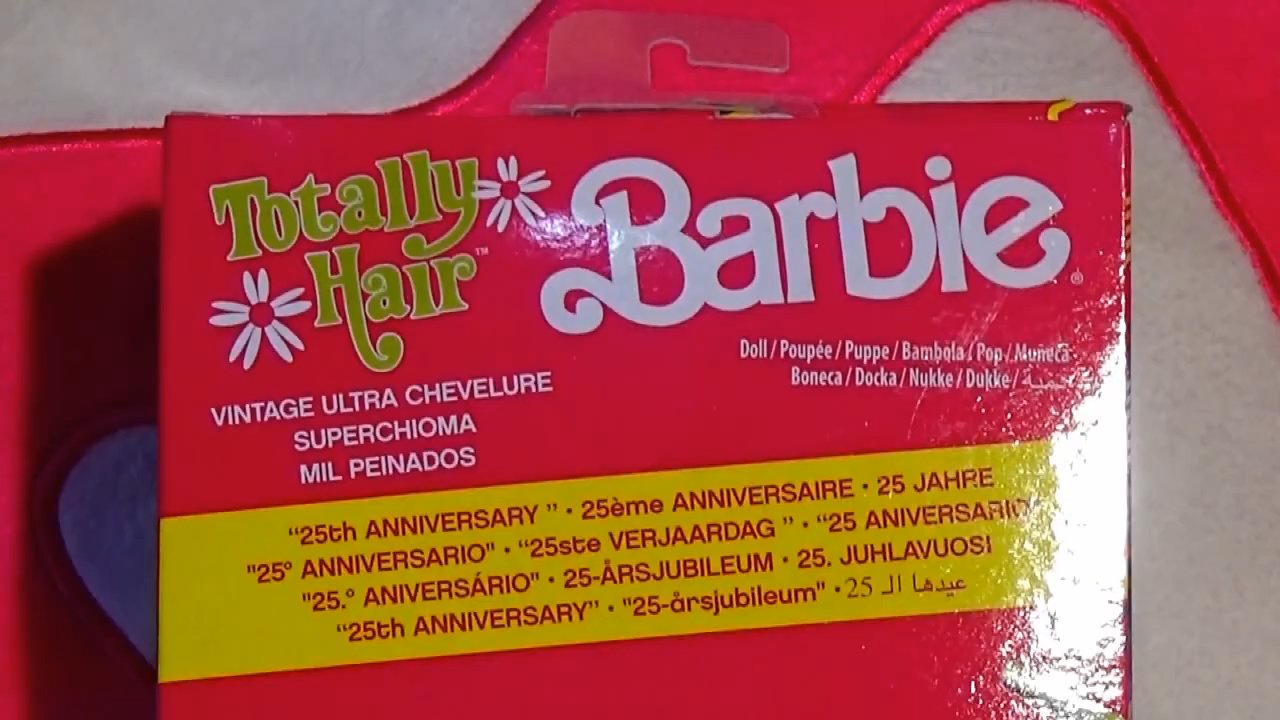 Totally Hair™
Barbie®
Doll / Poupée / Puppe / Bambola / Pop / Muñeca
Boneca / Docka / Nukke / Dukke /
VINTAGE ULTRA CHEVELURE
SUPERCHIOMA
MIL PEINADOS
“25th ANNIVERSARY ” · 25ème ANNIVERSAIRE · 25 JAHRE
"25º ANNIVERSARIO" · “25ste VERJAARDAG ” · “25 ANIVERSARIO”
"25.º ANIVERSÁRIO" · 25-ÅRSJUBILEUM · 25. JUHLAVUOSI
“25th ANNIVERSARY” · "25-årsjubileum" · عيدها الـ 25